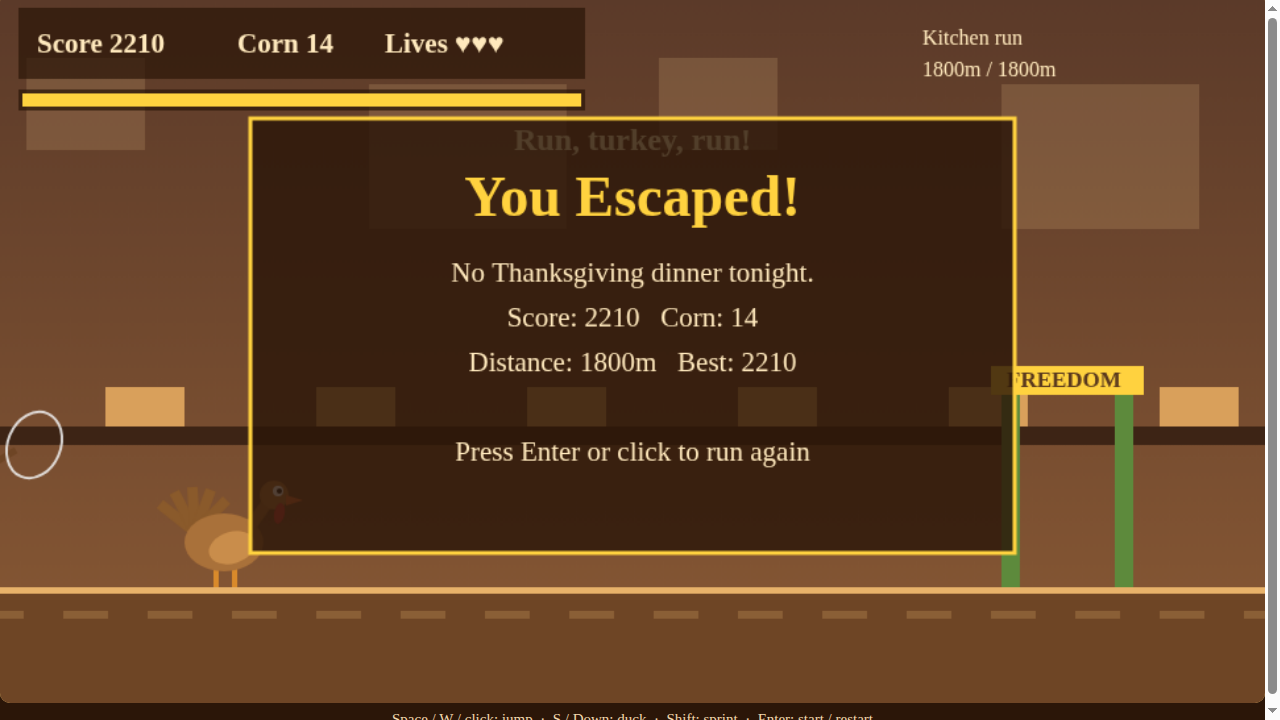 Score 2210 Corn 14 Lives ♥♥♥
Kitchen run
1800m / 1800m
Run, turkey, run!
You Escaped!
No Thanksgiving dinner tonight.
Score: 2210 Corn: 14
Distance: 1800m Best: 2210
FREEDOM
Press Enter or click to run again
Space / W / click: jump · S / Down: duck · Shift: sprint · Enter: start / restart